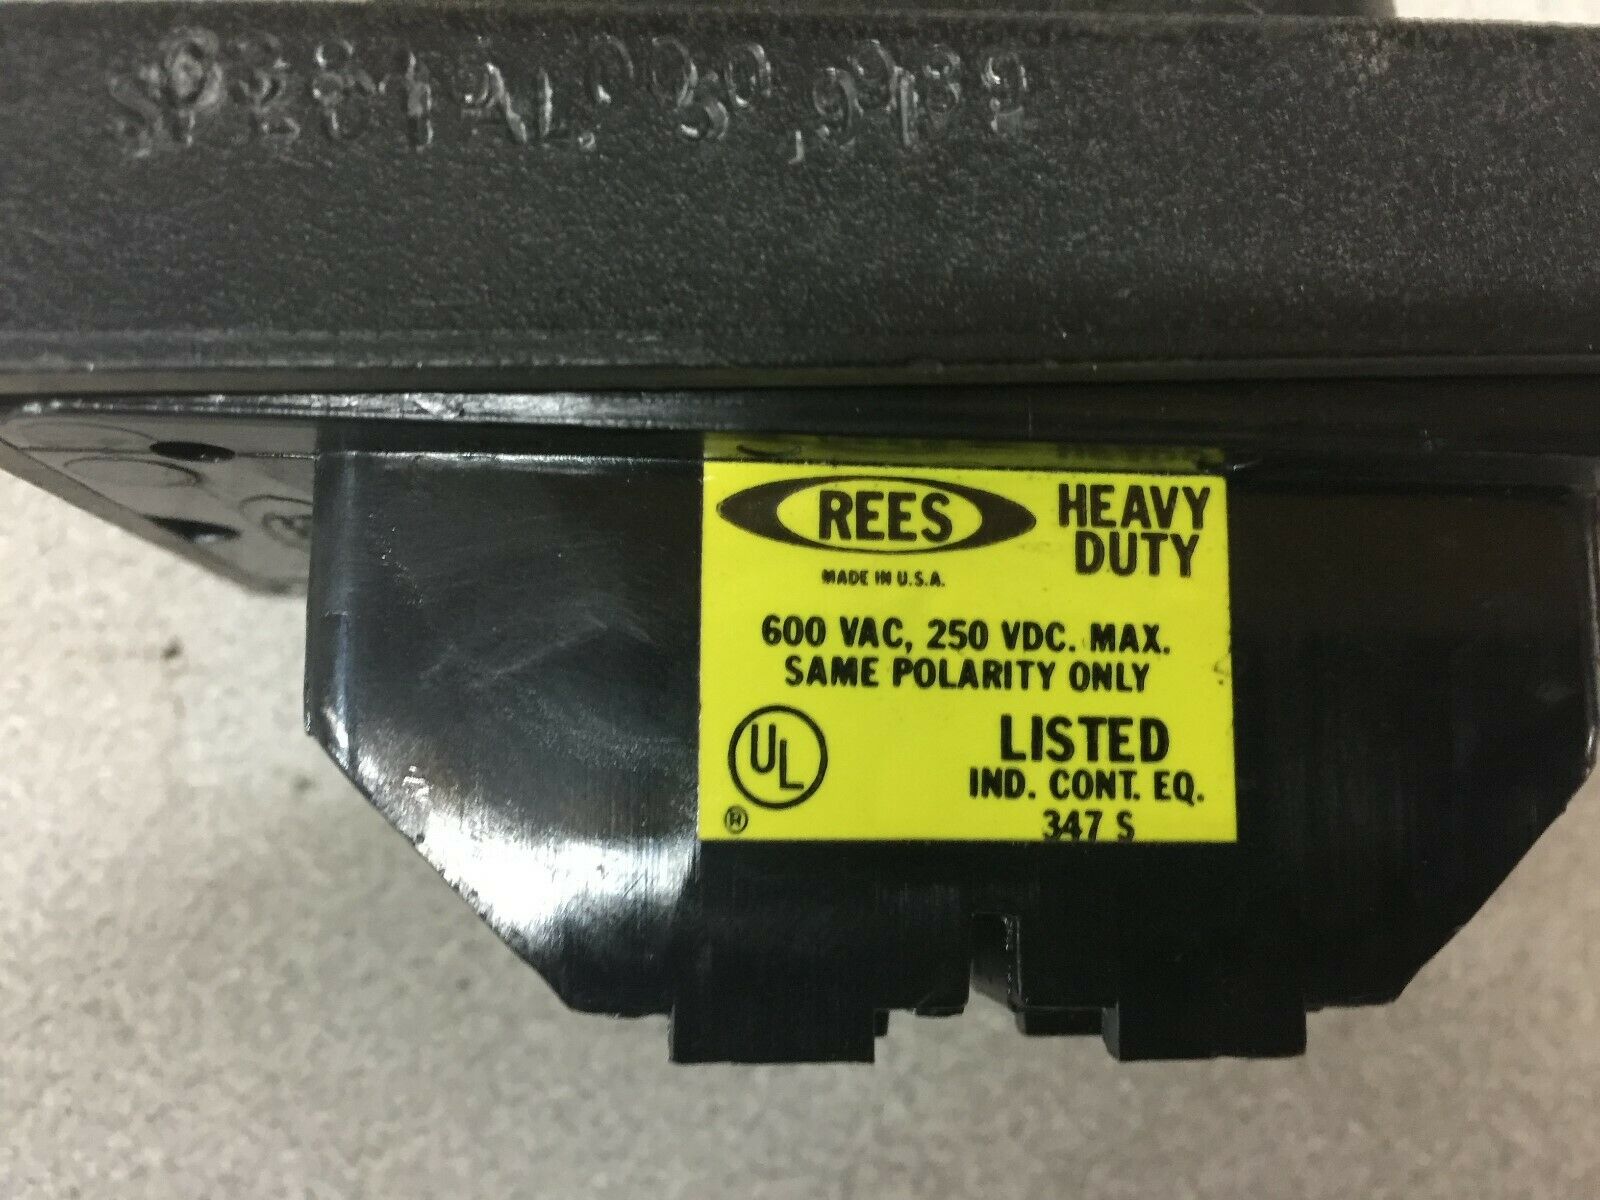 SPECIAL.
REES
HEAVY
DUTY
MADE IN U.S.A.
600 VAC, 250 VDC. MAX.
SAME POLARITY ONLY
UL
®
LISTED
IND. CONT. EQ.
347 S